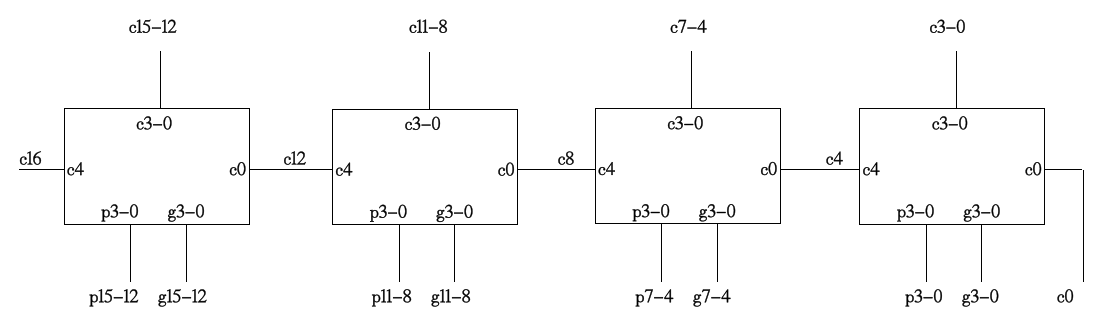 c15–12 c11–8 c7–4 c3–0
c3–0 c3–0 c3–0 c3–0
c16 c12 c8 c4
c4 c0 c4 c0 c4 c0 c4 c0
p3–0 g3–0 p3–0 g3–0 p3–0 g3–0 p3–0 g3–0
p15–12 g15–12 p11–8 g11–8 p7–4 g7–4 p3–0 g3–0 c0